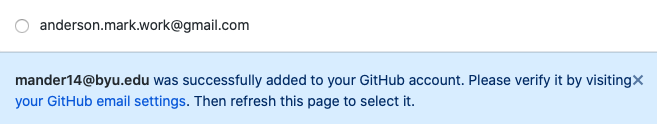 anderson.mark.work@gmail.com
mander14@byu.edu was successfully added to your GitHub account. Please verify it by visiting
your GitHub email settings. Then refresh this page to select it.